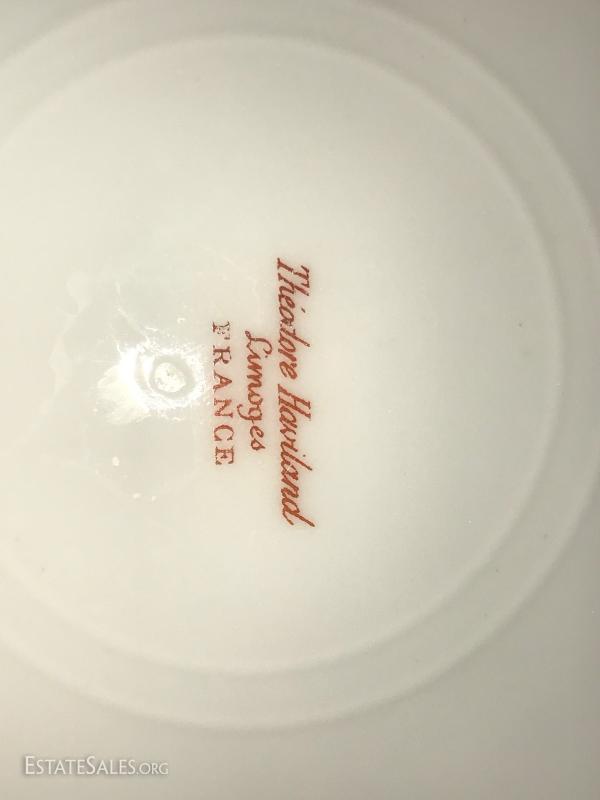 Théodore Haviland
Limoges
FRANCE
ESTATESALES.ORG